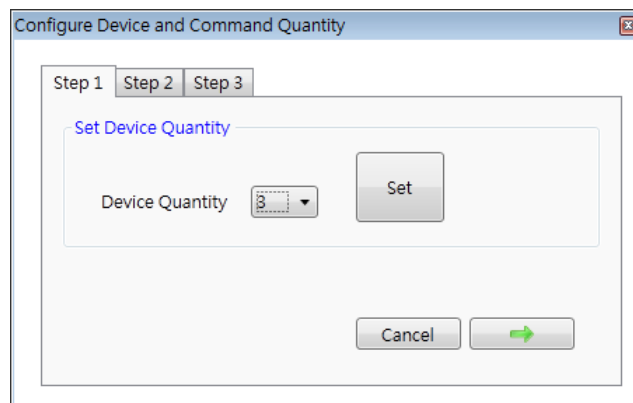 Configure Device and Command Quantity
Step 1 Step 2 Step 3
Set Device Quantity
Device Quantity 3 Set
Cancel